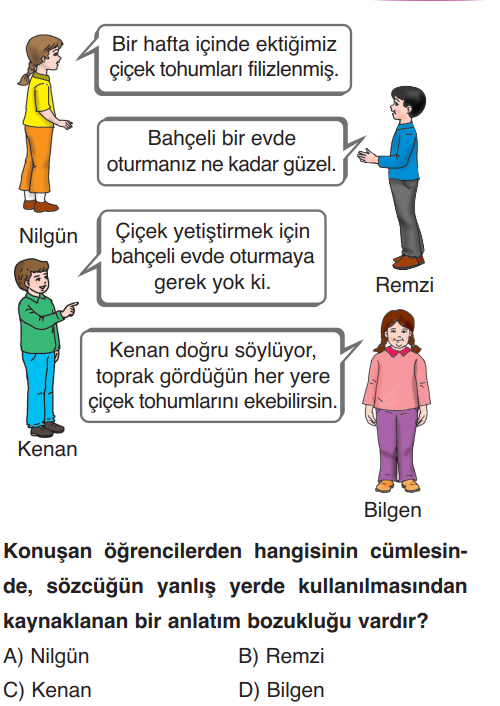 Bir hafta içinde ektiğimiz
çiçek tohumları filizlenmiş.
Bahçeli bir evde
oturmanız ne kadar güzel.
Nilgün
Çiçek yetiştirmek için
bahçeli evde oturmaya
gerek yok ki.
Remzi
Kenan doğru söylüyor,
toprak gördüğün her yere
çiçek tohumlarını ekebilirsin.
Kenan
Bilgen
Konuşan öğrencilerden hangisinin cümlesin-
de, sözcüğün yanlış yerde kullanılmasından
kaynaklanan bir anlatım bozukluğu vardır?
A) Nilgün B) Remzi
C) Kenan D) Bilgen